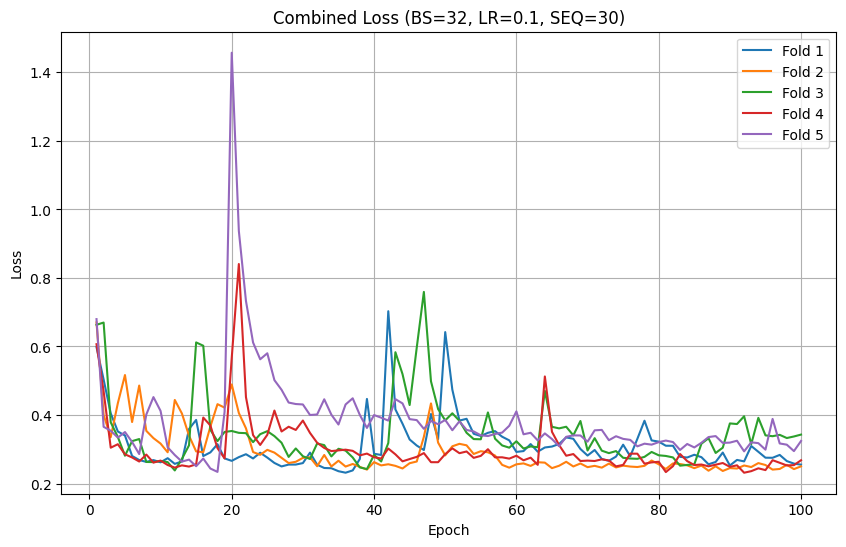 Combined Loss (BS=32, LR=0.1, SEQ=30)
Fold 1
Fold 2
Fold 3
Fold 4
Fold 5
Loss
1.4
1.2
1.0
0.8
0.6
0.4
0.2
0 20 40 60 80 100
Epoch